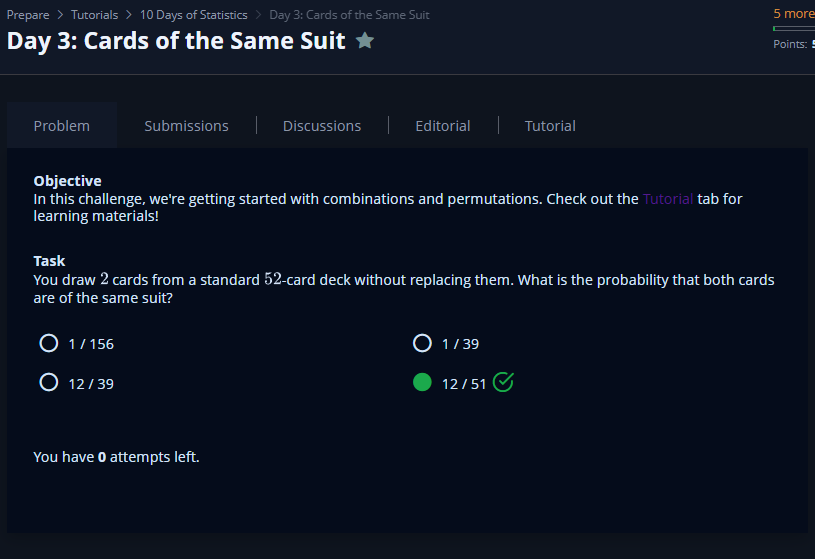 Prepare > Tutorials > 10 Days of Statistics > Day 3: Cards of the Same Suit
5 more
Day 3: Cards of the Same Suit
Points:
Problem
Submissions
Discussions
Editorial
Tutorial
Objective
In this challenge, we're getting started with combinations and permutations. Check out the Tutorial tab for
learning materials!
Task
You draw 2 cards from a standard 52-card deck without replacing them. What is the probability that both cards
are of the same suit?
1 / 156
1 / 39
12 / 39
12 / 51
You have 0 attempts left.